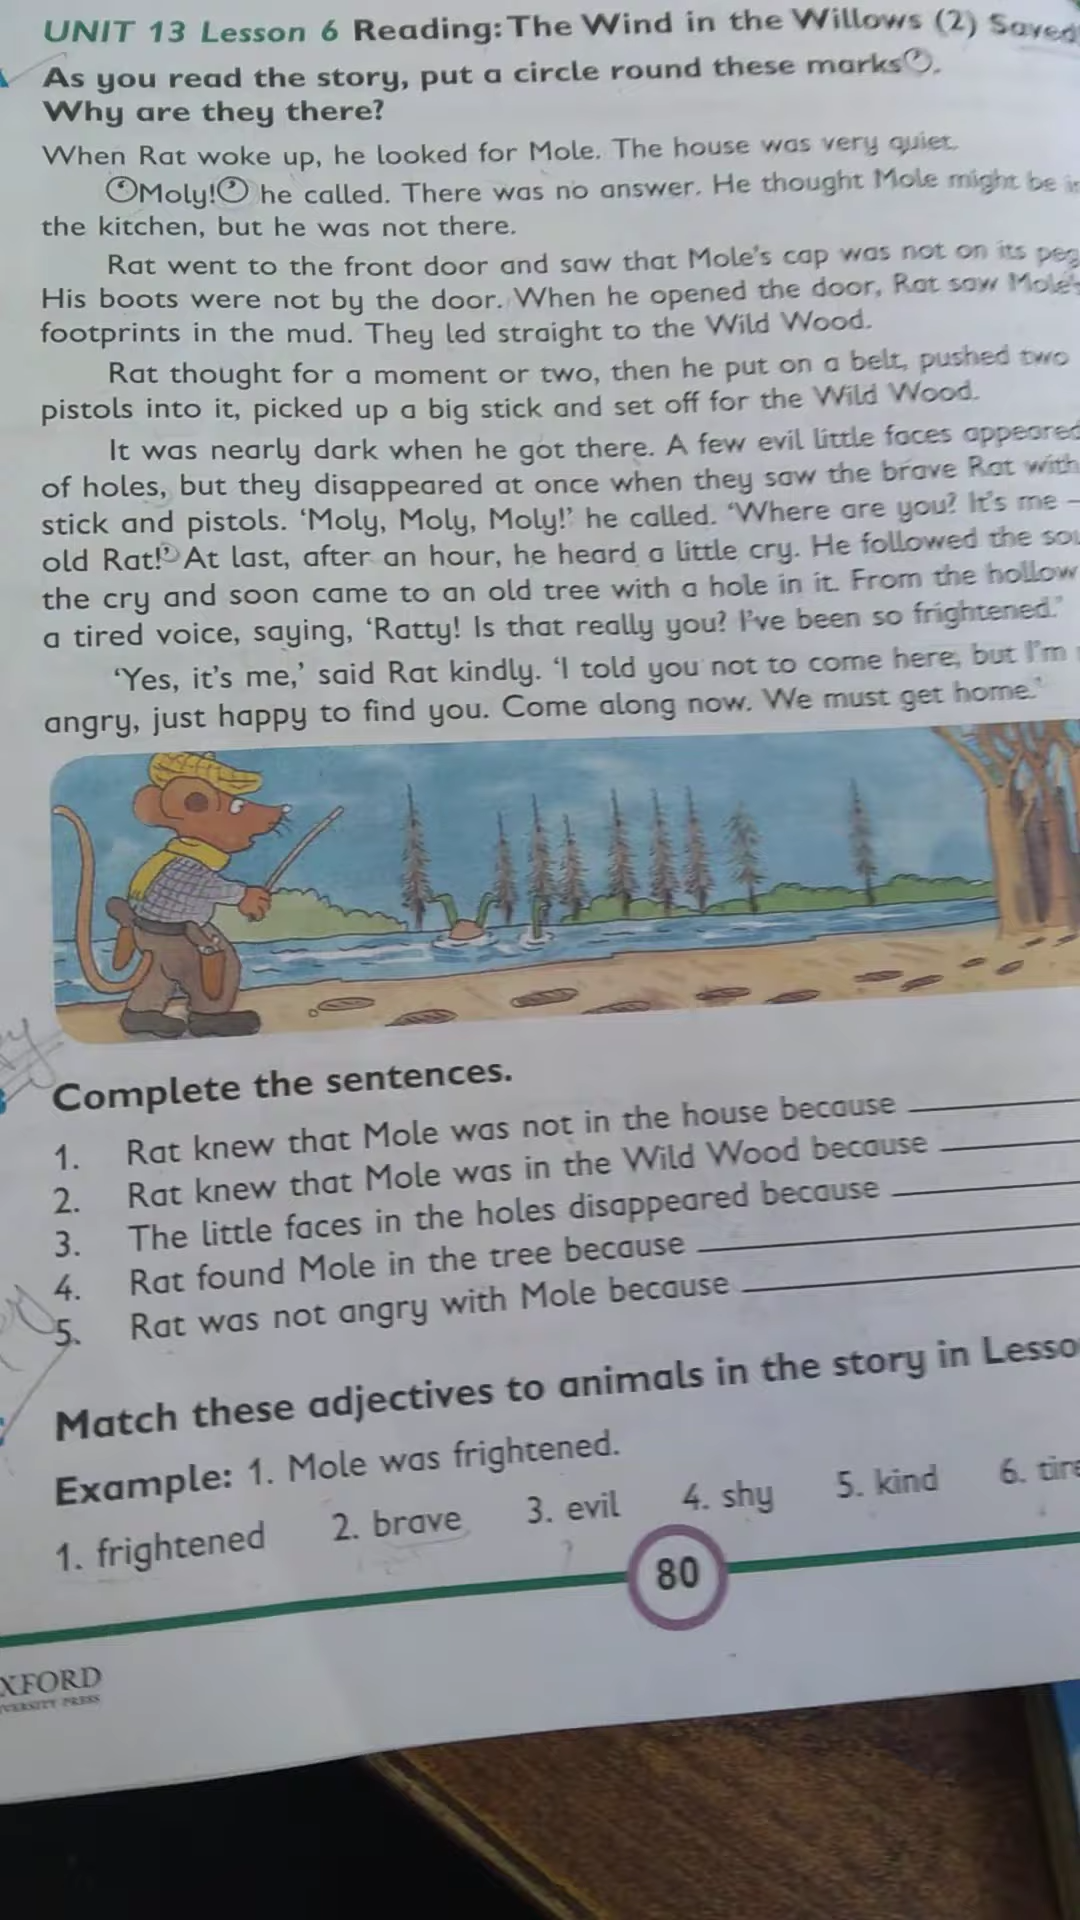 UNIT 13 Lesson 6 Reading: The Wind in the Willows (2) Saved
As you read the story, put a circle round these marks ’.
Why are they there?
When Rat woke up, he looked for Mole. The house was very quiet.
‘Moly!’ he called. There was no answer. He thought Mole might be in
the kitchen, but he was not there.
Rat went to the front door and saw that Mole's cap was not on its peg
His boots were not by the door. When he opened the door, Rat saw Mole's
footprints in the mud. They led straight to the Wild Wood.
Rat thought for a moment or two, then he put on a belt, pushed two
pistols into it, picked up a big stick and set off for the Wild Wood.
It was nearly dark when he got there. A few evil little faces appeared
of holes, but they disappeared at once when they saw the brave Rat with
stick and pistols. ‘Moly, Moly, Moly!’ he called. ‘Where are you? It's me –
old Rat!’ At last, after an hour, he heard a little cry. He followed the
the cry and soon came to an old tree with a hole in it. From the hollow
a tired voice, saying, ‘Ratty! Is that really you? I've been so frightened.’
‘Yes, it's me,’ said Rat kindly. ‘I told you not to come here, but I'm
angry, just happy to find you. Come along now. We must get home.’
Complete the sentences.
1. Rat knew that Mole was not in the house because
2. Rat knew that Mole was in the Wild Wood because
3. The little faces in the holes disappeared because
4. Rat found Mole in the tree because
5. Rat was not angry with Mole because
Match these adjectives to animals in the story in Lesso
Example: 1. Mole was frightened.
1. frightened 2. brave 3. evil 4. shy 5. kind 6. tire
80
XFORD
VERSITY PRESS